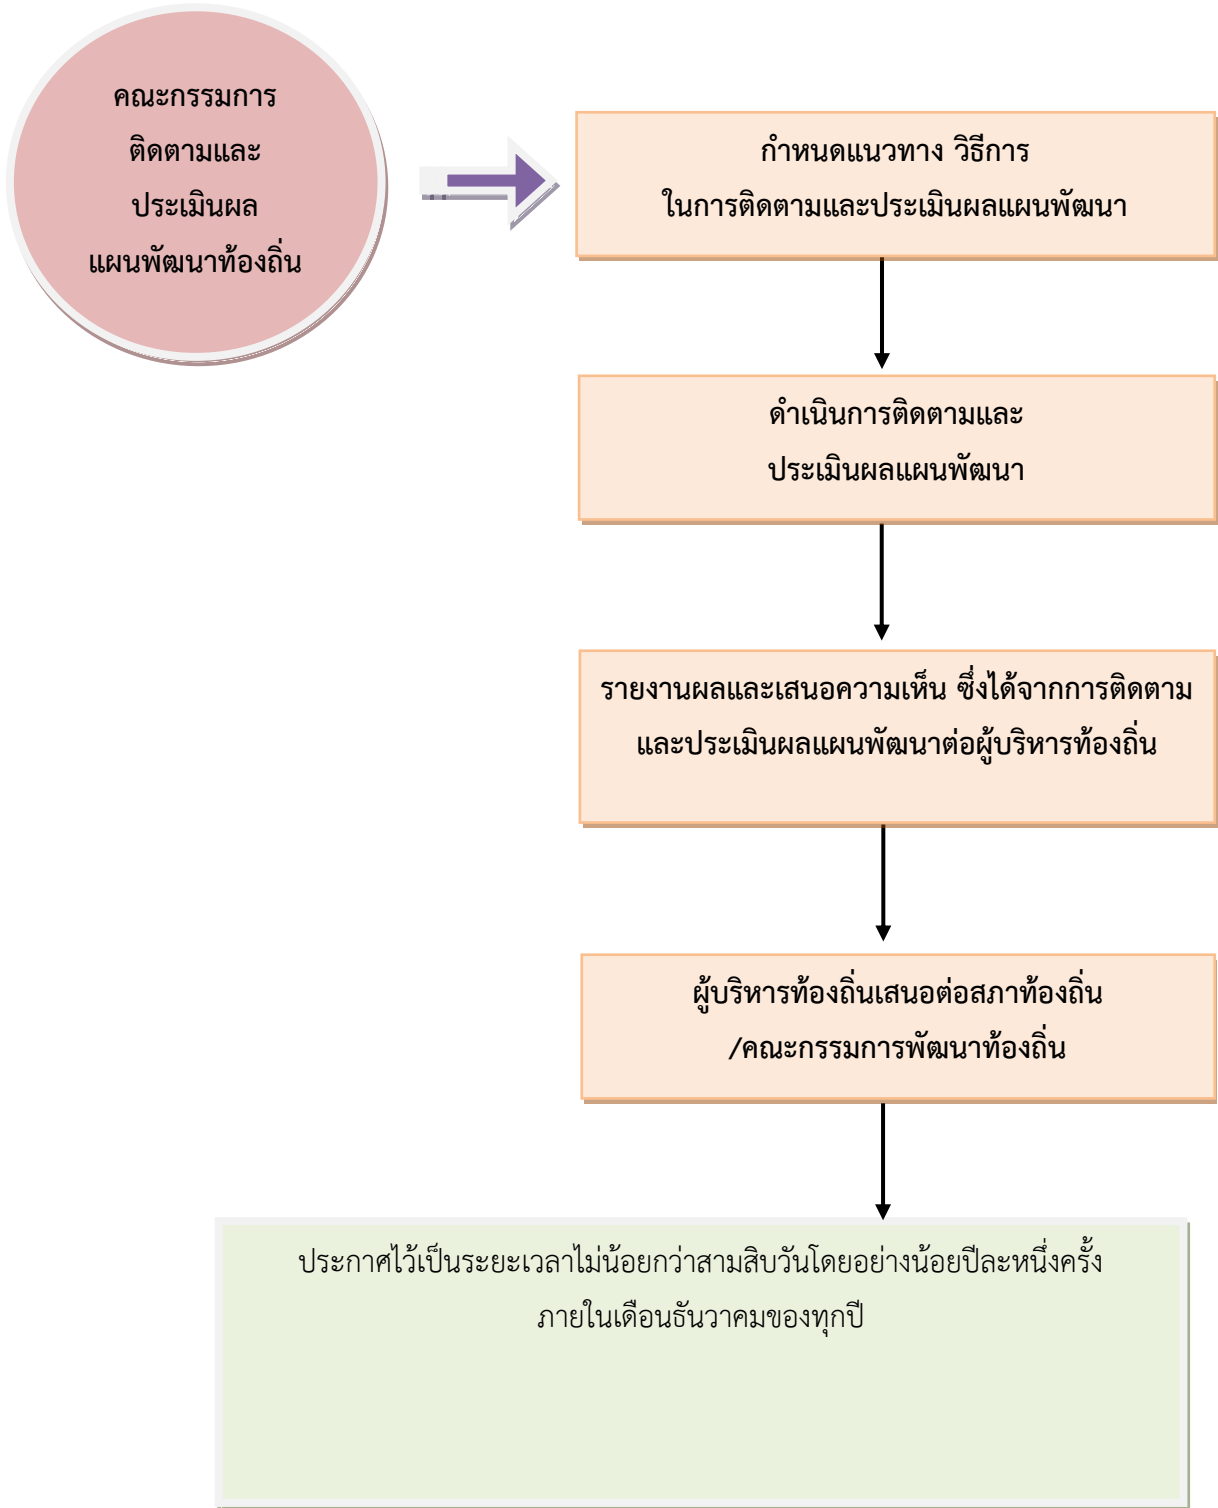 คณะกรรมการ
ติดตามและ
ประเมินผล
แผนพัฒนาท้องถิ่น
กำหนดแนวทาง วิธีการ
ในการติดตามและประเมินผลแผนพัฒนา
ดำเนินการติดตามและ
ประเมินผลแผนพัฒนา
รายงานผลและเสนอความเห็น ซึ่งได้จากการติดตาม
และประเมินผลแผนพัฒนาต่อผู้บริหารท้องถิ่น
ผู้บริหารท้องถิ่นเสนอต่อสภาท้องถิ่น
/คณะกรรมการพัฒนาท้องถิ่น
ประกาศไว้เป็นระยะเวลาไม่น้อยกว่าสามสิบวันโดยอย่างน้อยปีละหนึ่งครั้ง
ภายในเดือนธันวาคมของทุกปี